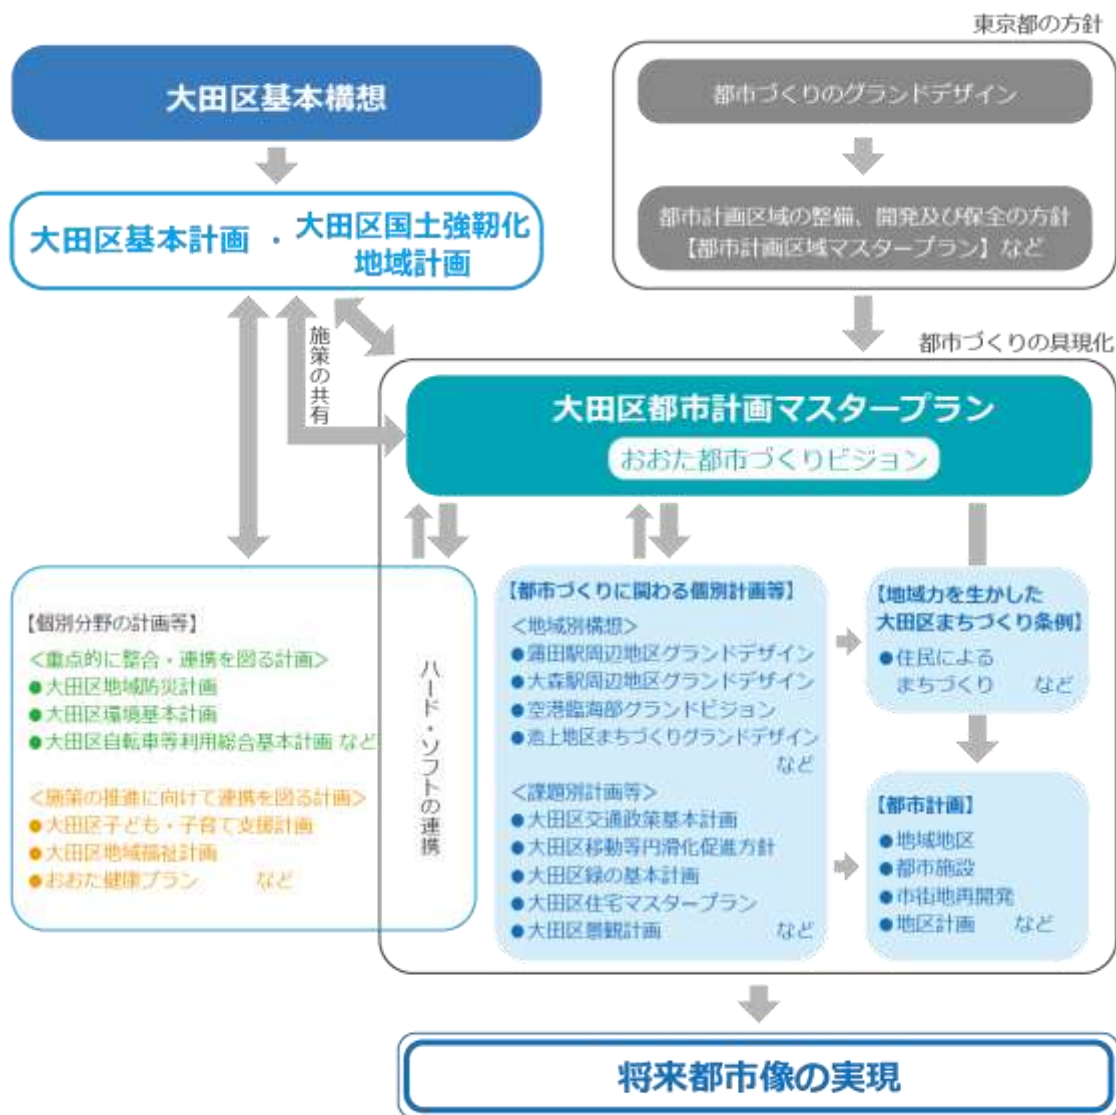 東京都の方針
大田区基本構想
都市づくりのグランドデザイン
大田区基本計画 ・ 大田区国土強靭化
地域計画
都市計画区域の整備、開発及び保全の方針
【都市計画区域マスタープラン】など
施策の共有
都市づくりの具現化
大田区都市計画マスタープラン
おおた都市づくりビジョン
【個別分野の計画等】
<重点的に整合・連携を図る計画>
●大田区地域防災計画
●大田区環境基本計画
●大田区自転車等利用総合基本計画 など
<施策の推進に向けて連携を図る計画>
●大田区子ども・子育て支援計画
●大田区地域福祉計画
●おおた健康プラン など
ハード・ソフトの連携
【都市づくりに関わる個別計画等】
<地域別構想>
●蒲田駅周辺地区グランドデザイン
●大森駅周辺地区グランドデザイン
●空港臨海部グランドビジョン
●池上地区まちづくりグランドデザイン
など
<課題別計画等>
●大田区交通政策基本計画
●大田区移動等円滑化促進方針
●大田区緑の基本計画
●大田区住宅マスタープラン
●大田区景観計画 など
【地域力を生かした
大田区まちづくり条例】
●住民による
まちづくり など
【都市計画】
●地域地区
●都市施設
●市街地再開発
●地区計画 など
将来都市像の実現